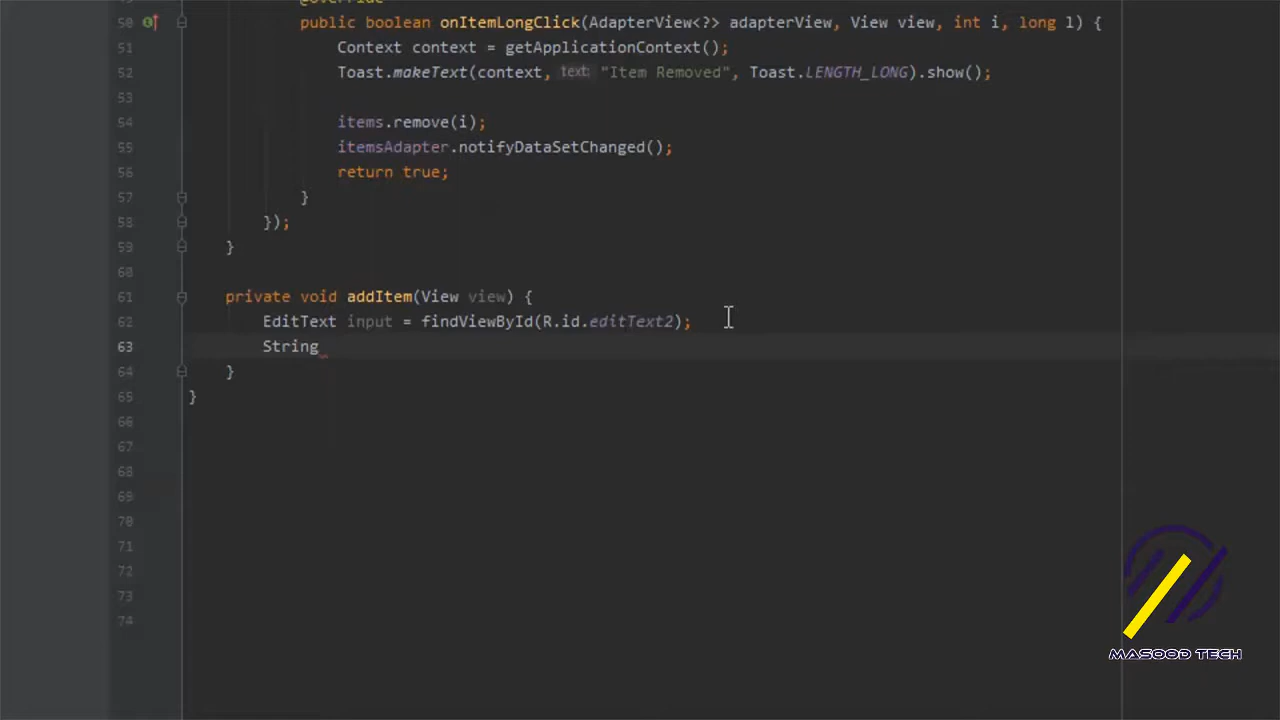 @Override
50 public boolean onItemLongClick(AdapterView<?> adapterView, View view, int i, long l) {
51 Context context = getApplicationContext();
52 Toast.makeText(context, text: "Item Removed", Toast.LENGTH_LONG).show();
53
54 items.remove(i);
55 itemsAdapter.notifyDataSetChanged();
56 return true;
57 }
58 });
59 }
60
61 private void addItem(View view) {
62 EditText input = findViewById(R.id.editText2);
63 String
64 }
65 }
66
67
68
69
70
71
72
73
74
MASOOD TECH